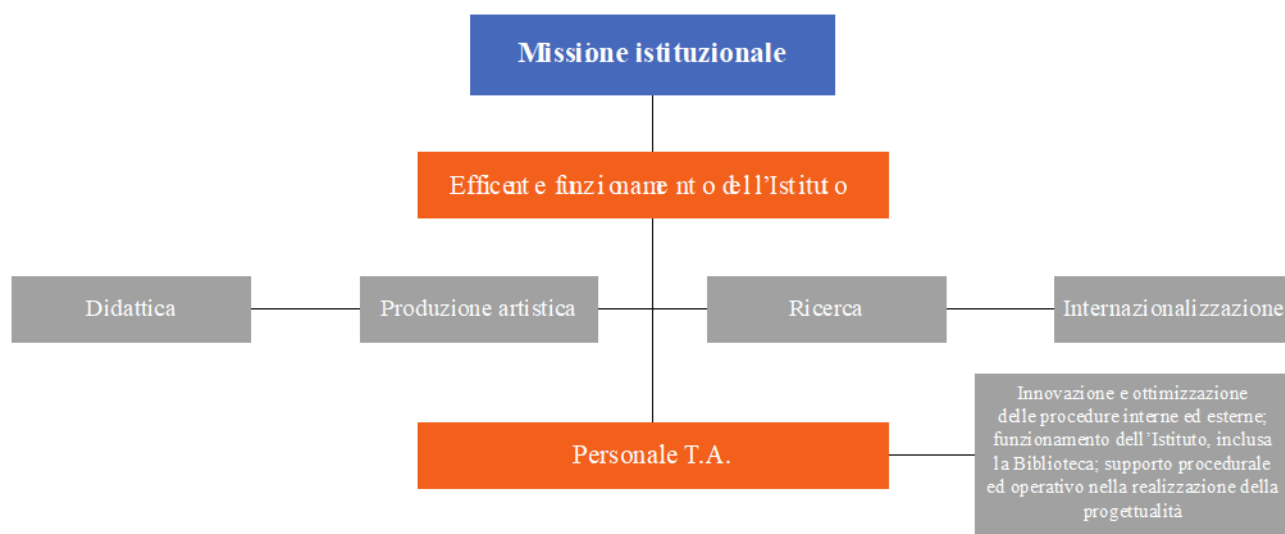 Missione istituzionale
Efficente funzionamento dell’Istituto
Didattica
Produzione artistica
Ricerca
Internazionalizzazione
Innovazione e ottimizzazione
delle procedure interne ed esterne;
funzionamento dell’Istituto, inclusa
la Biblioteca; supporto procedurale
ed operativo nella realizzazione della
progettualità
Personale T.A.